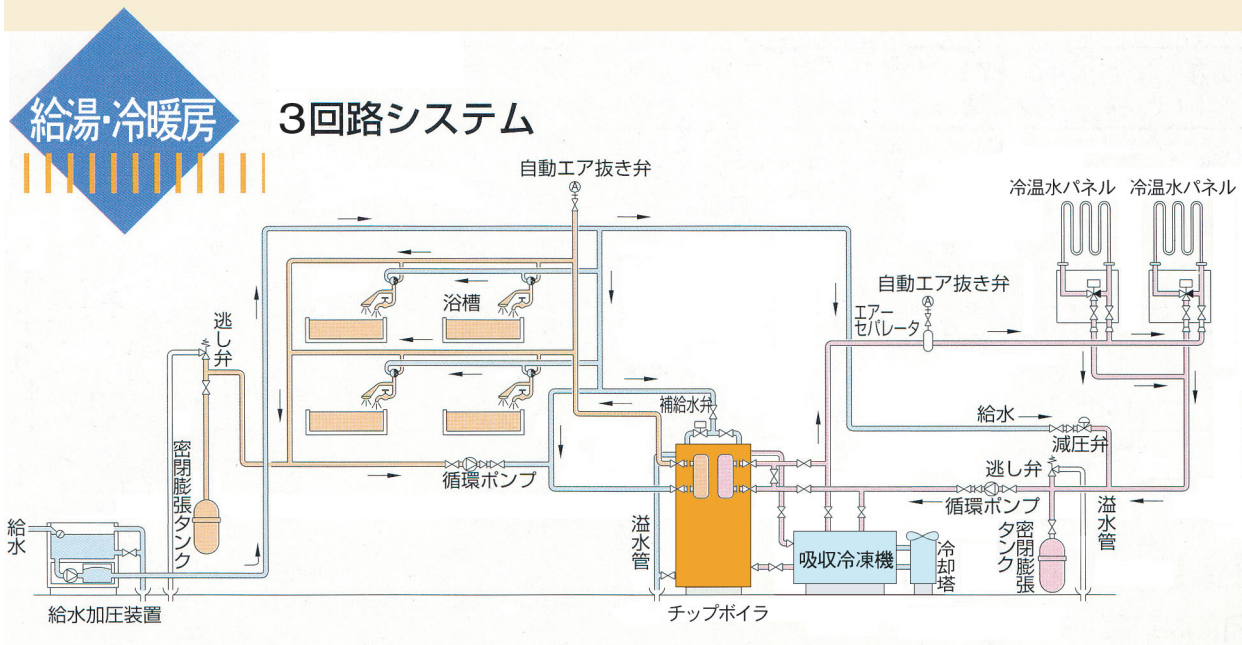 給湯・冷暖房
3回路システム
自動エア抜き弁
A
冷温水パネル
冷温水パネル
自動エア抜き弁
A
エアー
セパレータ
浴槽
逃し弁
補給水弁
給水
減圧弁
循環ポンプ
密閉膨張タンク
逃し弁
循環ポンプ
溢水管
溢水管
密閉膨張
タンク
給水
吸収冷凍機
冷却塔
給水加圧装置
チップボイラ